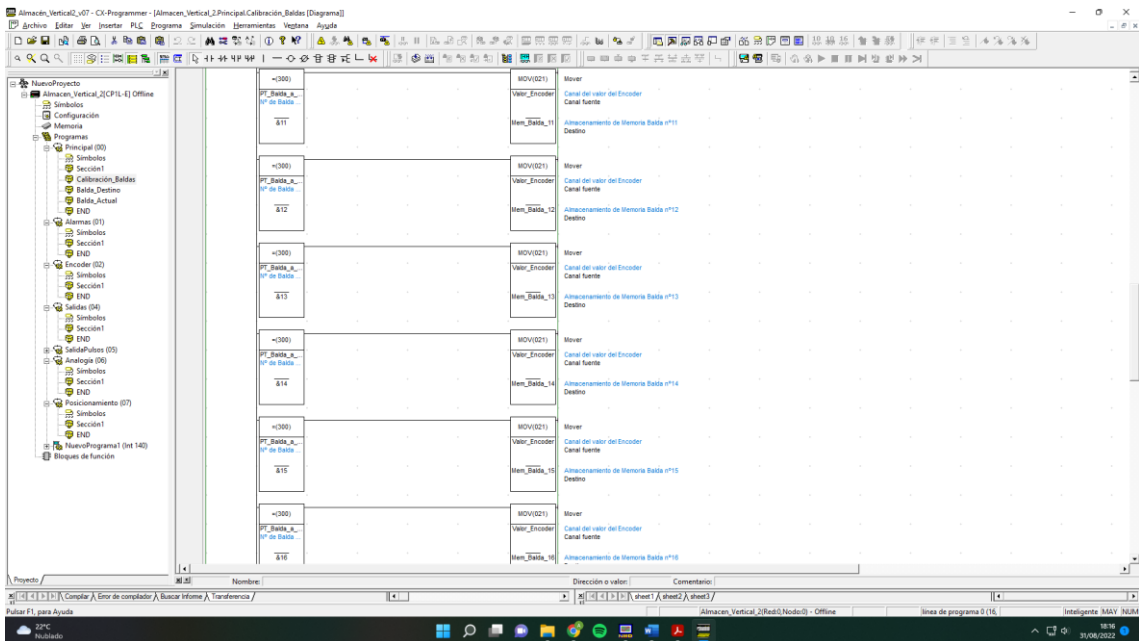 Almacén_Vertical2_v07 - CX-Programmer - [Almacen_Vertical_2.Principal.Calibración_Baldas [Diagrama]]
Archivo Editar Ver Insertar PLC Programa Simulación Herramientas Ventana Ayuda
NuevoProyecto
Almacen_Vertical_2[CP1L-E] Offline
Símbolos
Configuración
Memoria
Programas
Principal (00)
Símbolos
Sección1
Calibración_Baldas
Balda_Destino
Balda_Actual
END
Alarmas (01)
Símbolos
Sección1
END
Encoder (02)
Símbolos
Sección1
END
Salidas (04)
Símbolos
Sección1
END
SalidaPulsos (05)
Analogia (06)
Símbolos
Sección1
END
Posicionamiento (07)
Símbolos
Sección1
END
NuevoPrograma1 (Int 140)
Bloques de función
Proyecto
=(300) MOV(021) Mover
PT_Balda_a_... Valor_Encoder Canal del valor del Encoder
Nº de Balda ... Canal fuente
&11 Mem_Balda_11 Almacenamiento de Memoria Balda nº11
Destino
=(300) MOV(021) Mover
PT_Balda_a_... Valor_Encoder Canal del valor del Encoder
Nº de Balda ... Canal fuente
&12 Mem_Balda_12 Almacenamiento de Memoria Balda nº12
Destino
=(300) MOV(021) Mover
PT_Balda_a_... Valor_Encoder Canal del valor del Encoder
Nº de Balda ... Canal fuente
&13 Mem_Balda_13 Almacenamiento de Memoria Balda nº13
Destino
=(300) MOV(021) Mover
PT_Balda_a_... Valor_Encoder Canal del valor del Encoder
Nº de Balda ... Canal fuente
&14 Mem_Balda_14 Almacenamiento de Memoria Balda nº14
Destino
=(300) MOV(021) Mover
PT_Balda_a_... Valor_Encoder Canal del valor del Encoder
Nº de Balda ... Canal fuente
&15 Mem_Balda_15 Almacenamiento de Memoria Balda nº15
Destino
=(300) MOV(021) Mover
PT_Balda_a_... Valor_Encoder Canal del valor del Encoder
Nº de Balda ... Canal fuente
&16 Mem_Balda_16 Almacenamiento de Memoria Balda nº16
Nombre: Dirección o valor: Comentario:
Compilar Error de compilador Buscar Informe Transferencia sheet1 sheet2 sheet3
Pulsar F1, para Ayuda Almacen_Vertical_2(Red:0,Nodo:0) - Offline línea de programa 0 (16, Inteligente MAY NUM
22°C
Nublado
18:16
31/08/2022